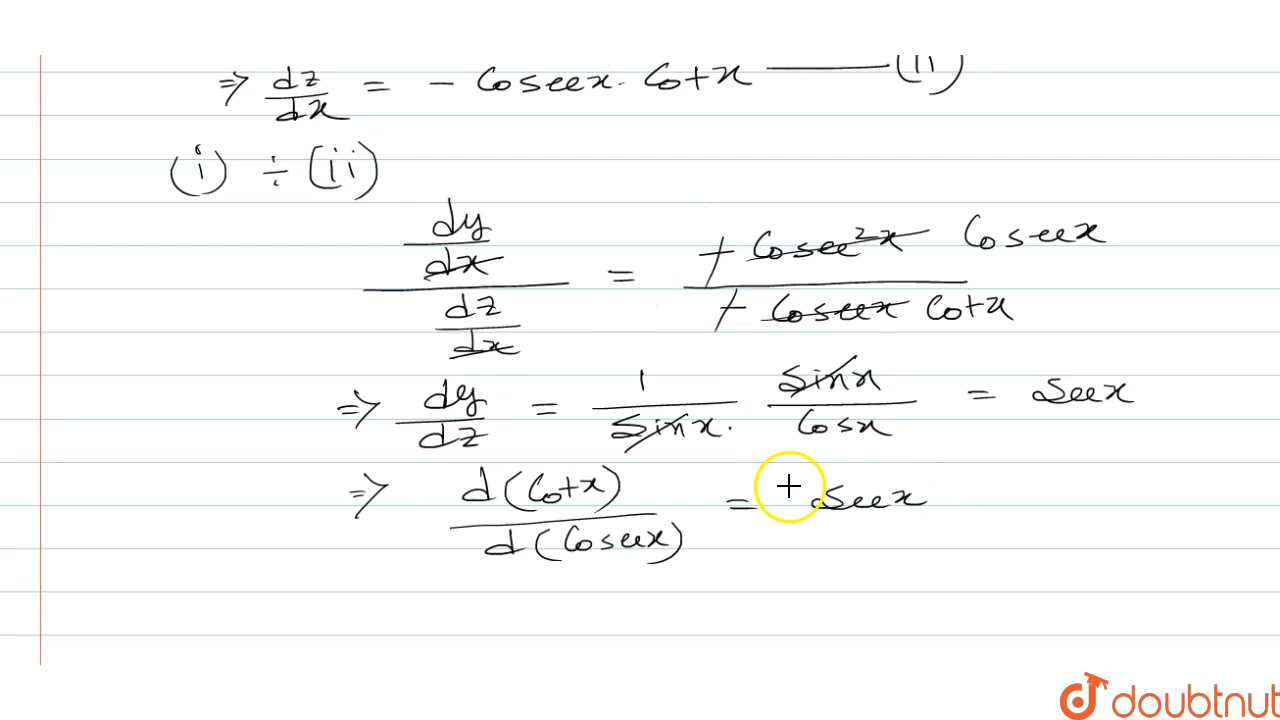 ⇒ dz/dx = - Cosecx. Cotx ——— (ii)
(i) ÷ (ii)
dy/dx / dz/dx = - Cosec²x Cosecx / - Cosecx Cotx
⇒ dy/dz = 1/Sinx. Sinx/Cosx = Secx
⇒ d(Cotx)/d(Cosecx) = Secx
doubtnut